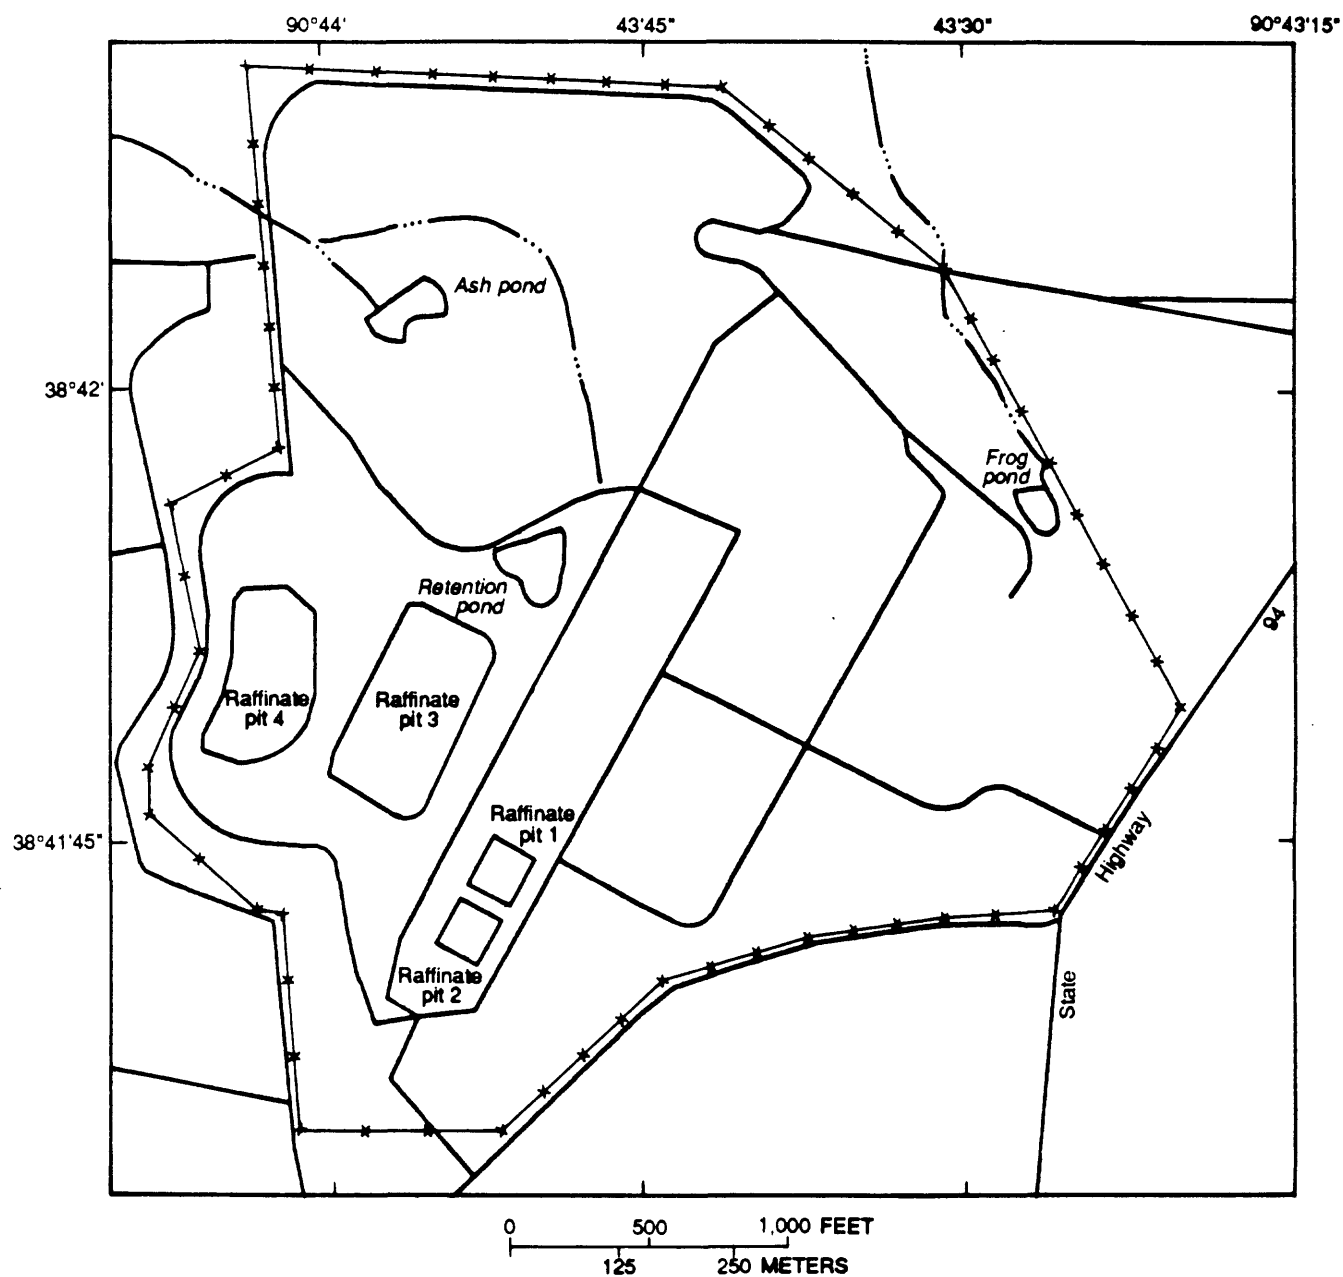 90°44'
43'45"
43'30"
90°43'15"
Ash pond
38°42'
Frog
pond
Retention
pond
94
Raffinate
pit 4
Raffinate
pit 3
Raffinate
pit 1
38°41'45"
Highway
Raffinate
pit 2
State
0
500
1,000 FEET
125
250 METERS